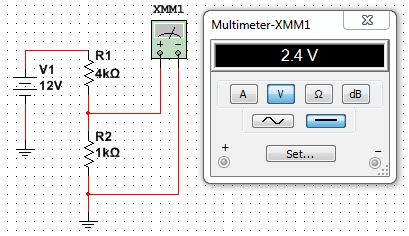 XMM1
V1
12V
R1
4kΩ
R2
1kΩ
+ −
Multimeter-XMM1
2.4 V
A V Ω dB
+ −
Set...